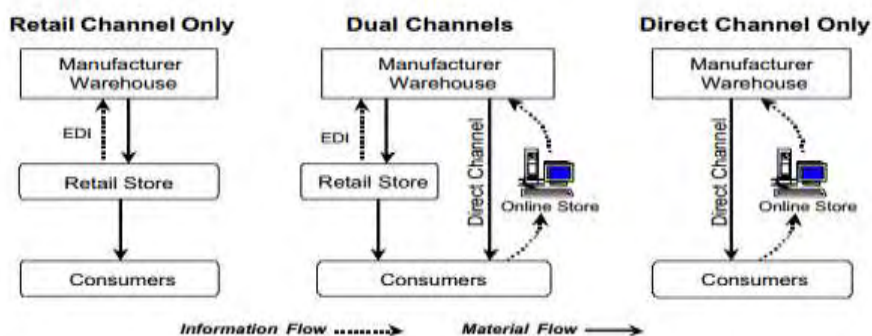 Retail Channel Only
Manufacturer
Warehouse
EDI
Retail Store
Consumers
Dual Channels
Manufacturer
Warehouse
EDI
Retail Store
Direct Channel
Online Store
Consumers
Direct Channel Only
Manufacturer
Warehouse
Direct Channel
Online Store
Consumers
Information Flow
Material Flow